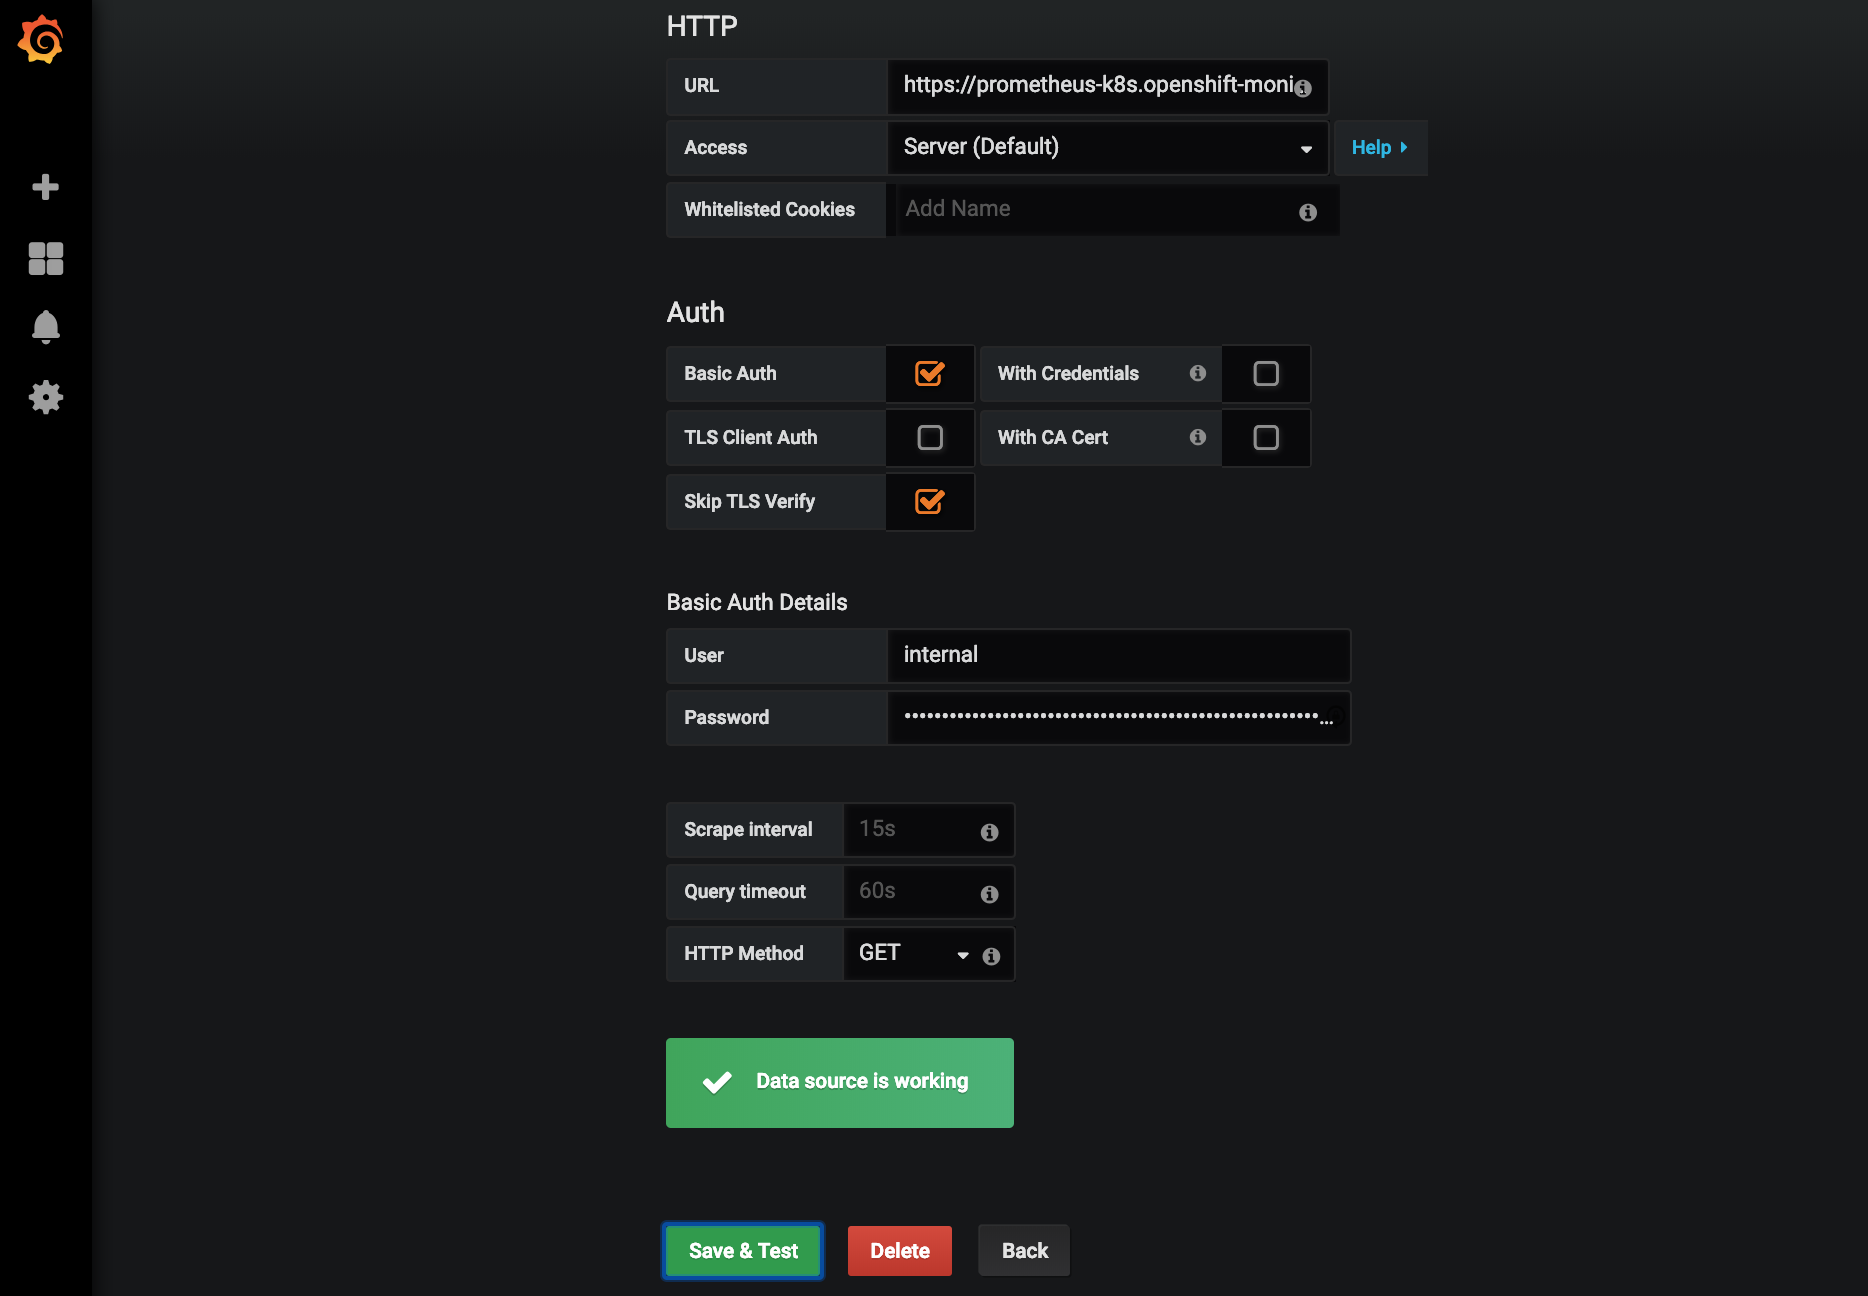 HTTP
URL https://prometheus-k8s.openshift-moni
Access Server (Default) Help
Whitelisted Cookies Add Name
Auth
Basic Auth With Credentials
TLS Client Auth With CA Cert
Skip TLS Verify
Basic Auth Details
User internal
Password
Scrape interval 15s
Query timeout 60s
HTTP Method GET
Data source is working
Save & Test Delete Back